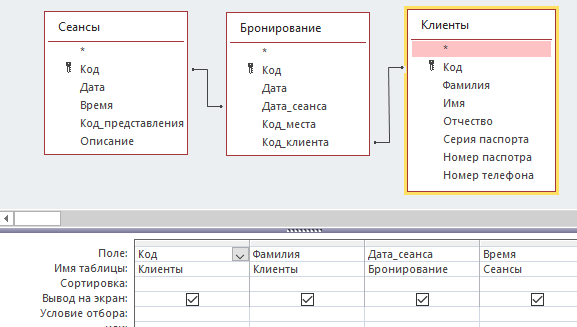 Сеансы
*
Код
Дата
Время
Код_представления
Описание
Бронирование
*
Код
Дата
Дата_сеанса
Код_места
Код_клиента
Клиенты
*
Код
Фамилия
Имя
Отчество
Серия паспорта
Номер паспотра
Номер телефона
Поле: Код Фамилия Дата_сеанса Время
Имя таблицы: Клиенты Клиенты Бронирование Сеансы
Сортировка:
Вывод на экран:
Условие отбора:
или: